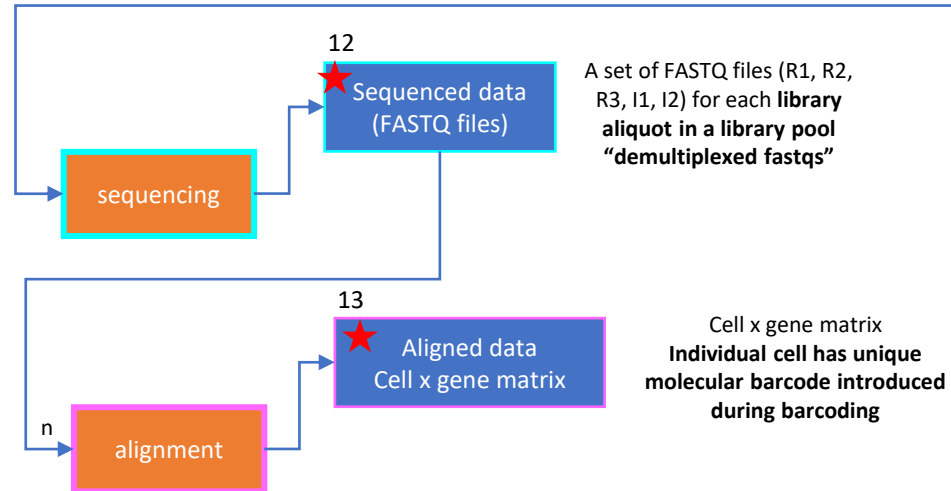 12
Sequenced data
(FASTQ files)
A set of FASTQ files (R1, R2,
R3, I1, I2) for each library
aliquot in a library pool
“demultiplexed fastqs”
sequencing
13
Aligned data
Cell x gene matrix
Cell x gene matrix
Individual cell has unique
molecular barcode introduced
during barcoding
n
alignment